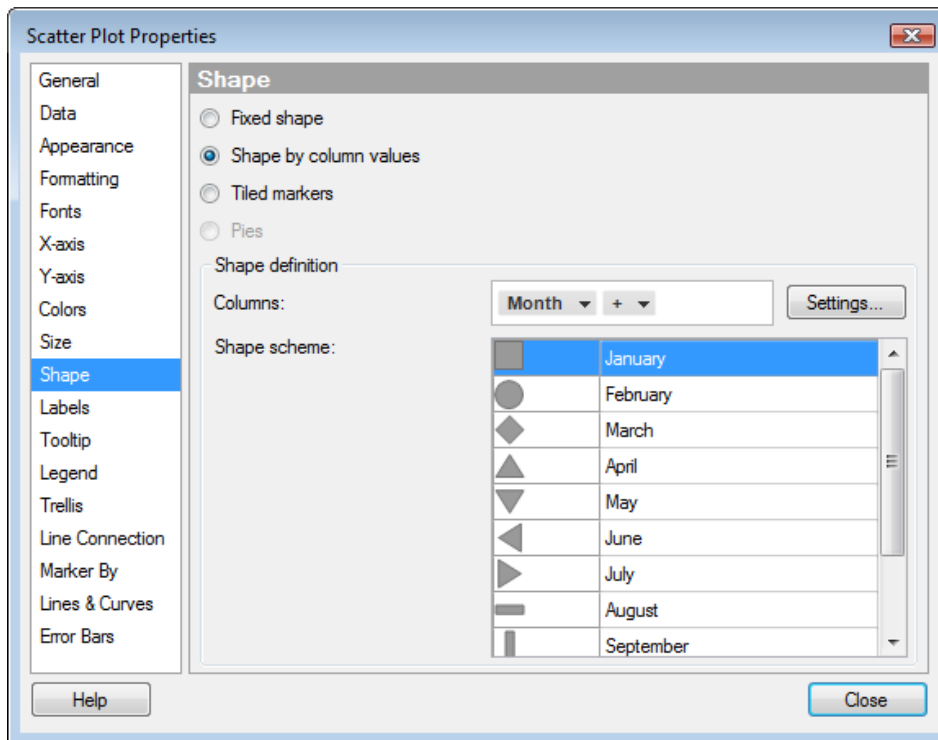 Scatter Plot Properties
General
Data
Appearance
Formatting
Fonts
X-axis
Y-axis
Colors
Size
Shape
Labels
Tooltip
Legend
Trellis
Line Connection
Marker By
Lines & Curves
Error Bars
Shape
Fixed shape
Shape by column values
Tiled markers
Pies
Shape definition
Columns: Month + Settings...
Shape scheme:
January
February
March
April
May
June
July
August
September
Help Close